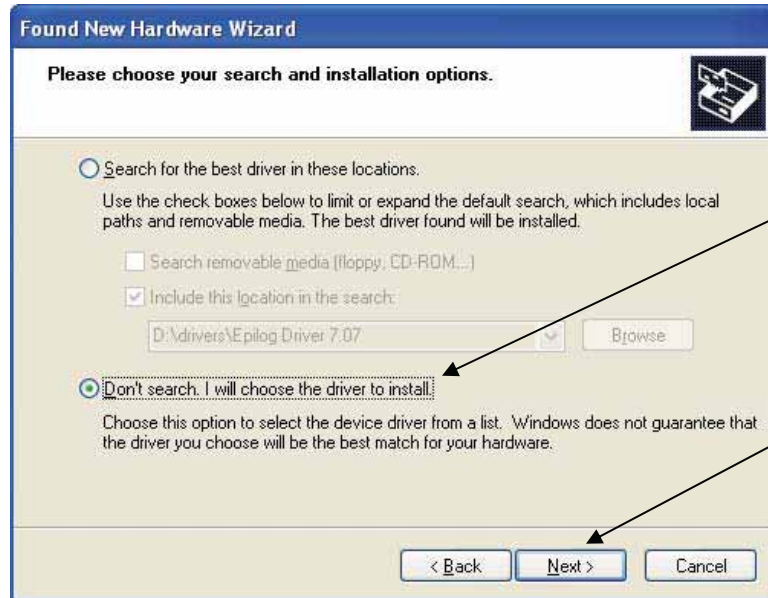 Found New Hardware Wizard
Please choose your search and installation options.
Search for the best driver in these locations.
Use the check boxes below to limit or expand the default search, which includes local
paths and removable media. The best driver found will be installed.
Search removable media (floppy, CD-ROM...)
Include this location in the search:
D:\drivers\Epilog Driver 7.07
Browse
Don't search. I will choose the driver to install.
Choose this option to select the device driver from a list. Windows does not guarantee that
the driver you choose will be the best match for your hardware.
< Back Next > Cancel